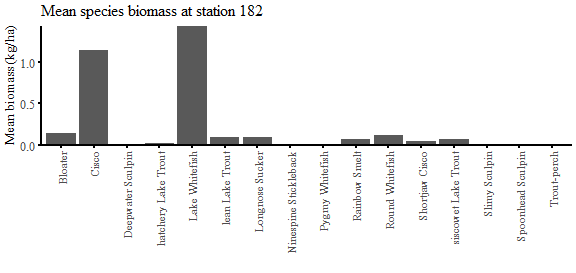 Mean species biomass at station 182
Mean biomass (kg/ha)
1.0
0.5
0.0
Bloater
Cisco
Deepwater Sculpin
hatchery Lake Trout
Lake Whitefish
lean Lake Trout
Longnose Sucker
Ninespine Stickleback
Pygmy Whitefish
Rainbow Smelt
Round Whitefish
Shortjaw Cisco
siscowet Lake Trout
Slimy Sculpin
Spoonhead Sculpin
Trout-perch